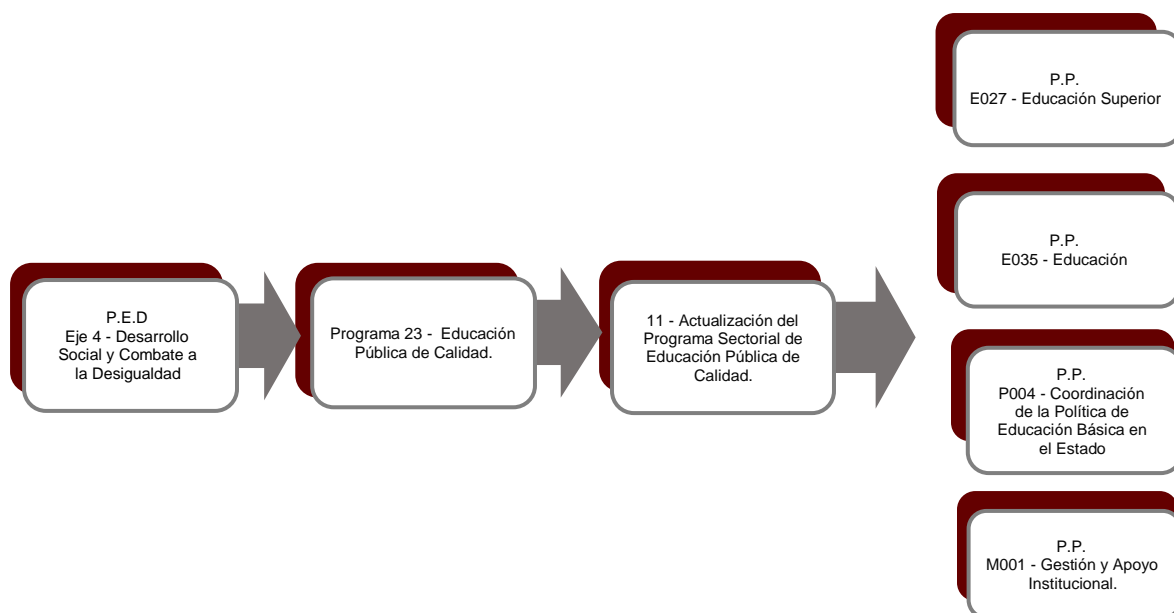 P.E.D
Eje 4 - Desarrollo
Social y Combate a
la Desigualdad
Programa 23 - Educación
Pública de Calidad.
11 - Actualización del
Programa Sectorial de
Educación Pública de
Calidad.
P.P.
E027 - Educación Superior
P.P.
E035 - Educación
P.P.
P004 - Coordinación
de la Política de
Educación Básica en
el Estado
P.P.
M001 - Gestión y Apoyo
Institucional.